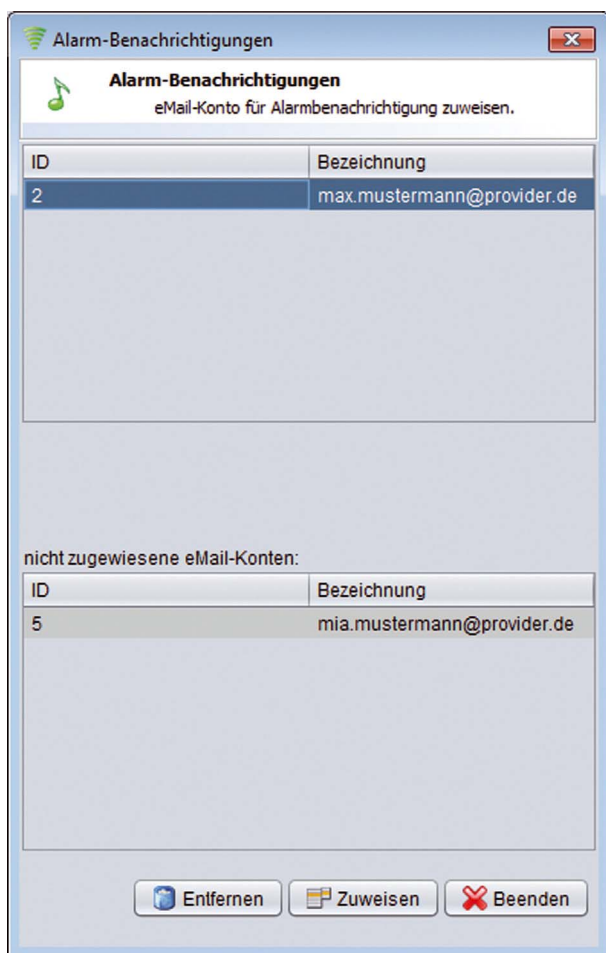 Alarm-Benachrichtigungen
Alarm-Benachrichtigungen
eMail-Konto für Alarmbenachrichtigung zuweisen.
ID Bezeichnung
2 max.mustermann@provider.de
nicht zugewiesene eMail-Konten:
ID Bezeichnung
5 mia.mustermann@provider.de
Entfernen Zuweisen Beenden